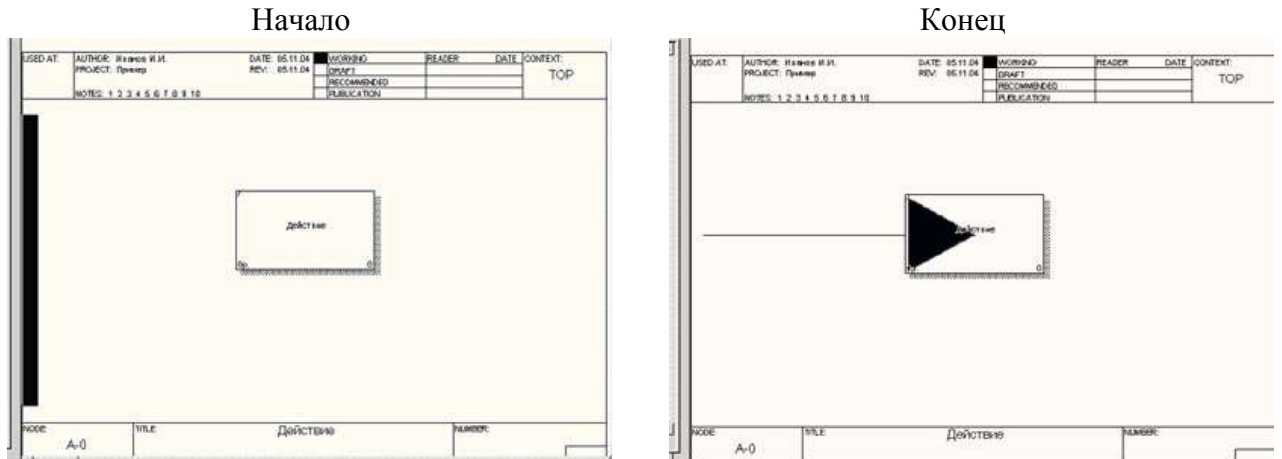 Начало
Конец
USED AT:
AUTHOR: Иванов И.И.
DATE: 05.11.04
WORKING
READER
DATE
CONTEXT:
PROJECT: Пример
REV: 05.11.04
DRAFT
TOP
RECOMMENDED
NOTES: 1 2 3 4 5 6 7 8 9 10
PUBLICATION
Действие
0р
0
NODE:
TITLE:
Действие
NUMBER:
A-0
USED AT:
AUTHOR: Иванов И.И.
DATE: 05.11.04
WORKING
READER
DATE
CONTEXT:
PROJECT: Пример
REV: 05.11.04
DRAFT
TOP
RECOMMENDED
NOTES: 1 2 3 4 5 6 7 8 9 10
PUBLICATION
Действие
0
NODE:
TITLE:
Действие
NUMBER:
A-0